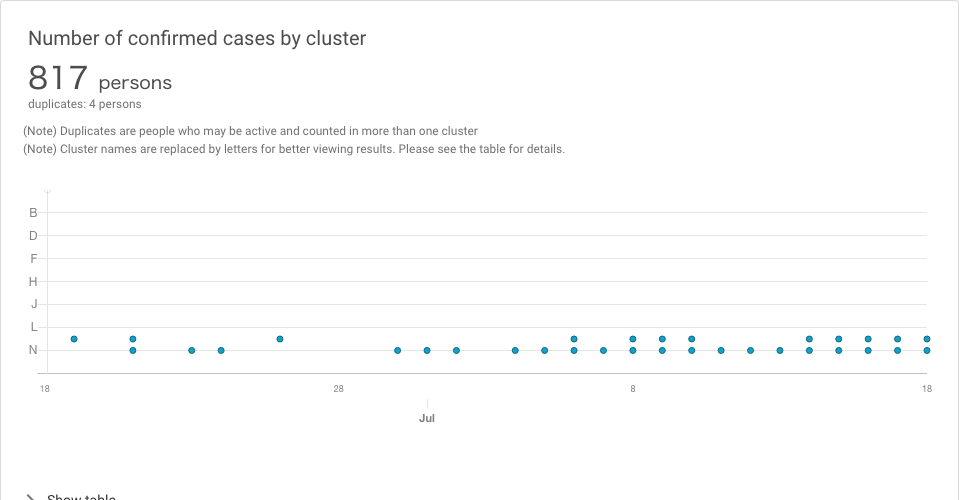 Number of confirmed cases by cluster
817 persons
duplicates: 4 persons
(Note) Duplicates are people who may be active and counted in more than one cluster
(Note) Cluster names are replaced by letters for better viewing results. Please see the table for details.
B
D
F
H
J
L
N
18 28 8 18
Jul
Show table